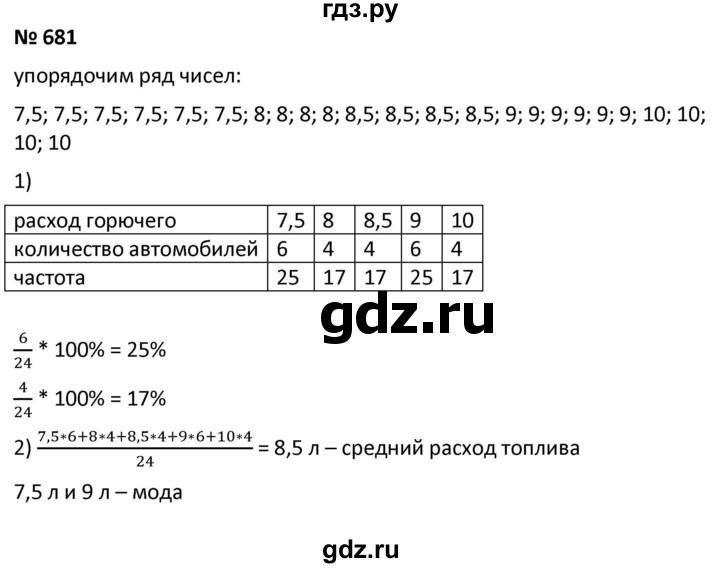 гдз.ру
№ 681
упорядочим ряд чисел:
7,5; 7,5; 7,5; 7,5; 7,5; 7,5; 8; 8; 8; 8; 8,5; 8,5; 8,5; 8,5; 9; 9; 9; 9; 9; 9; 10; 10;
10; 10
1)
расход горючего 7,5 8 8,5 9 10
количество автомобилей 6 4 4 6 4
частота 25 17 17 25 17
gdz.ru
6/24 * 100% = 25%
4/24 * 100% = 17%
2) 7,5*6+8*4+8,5*4+9*6+10*4/24 = 8,5 л – средний расход топлива
7,5 л и 9 л – мода
gdz.ru